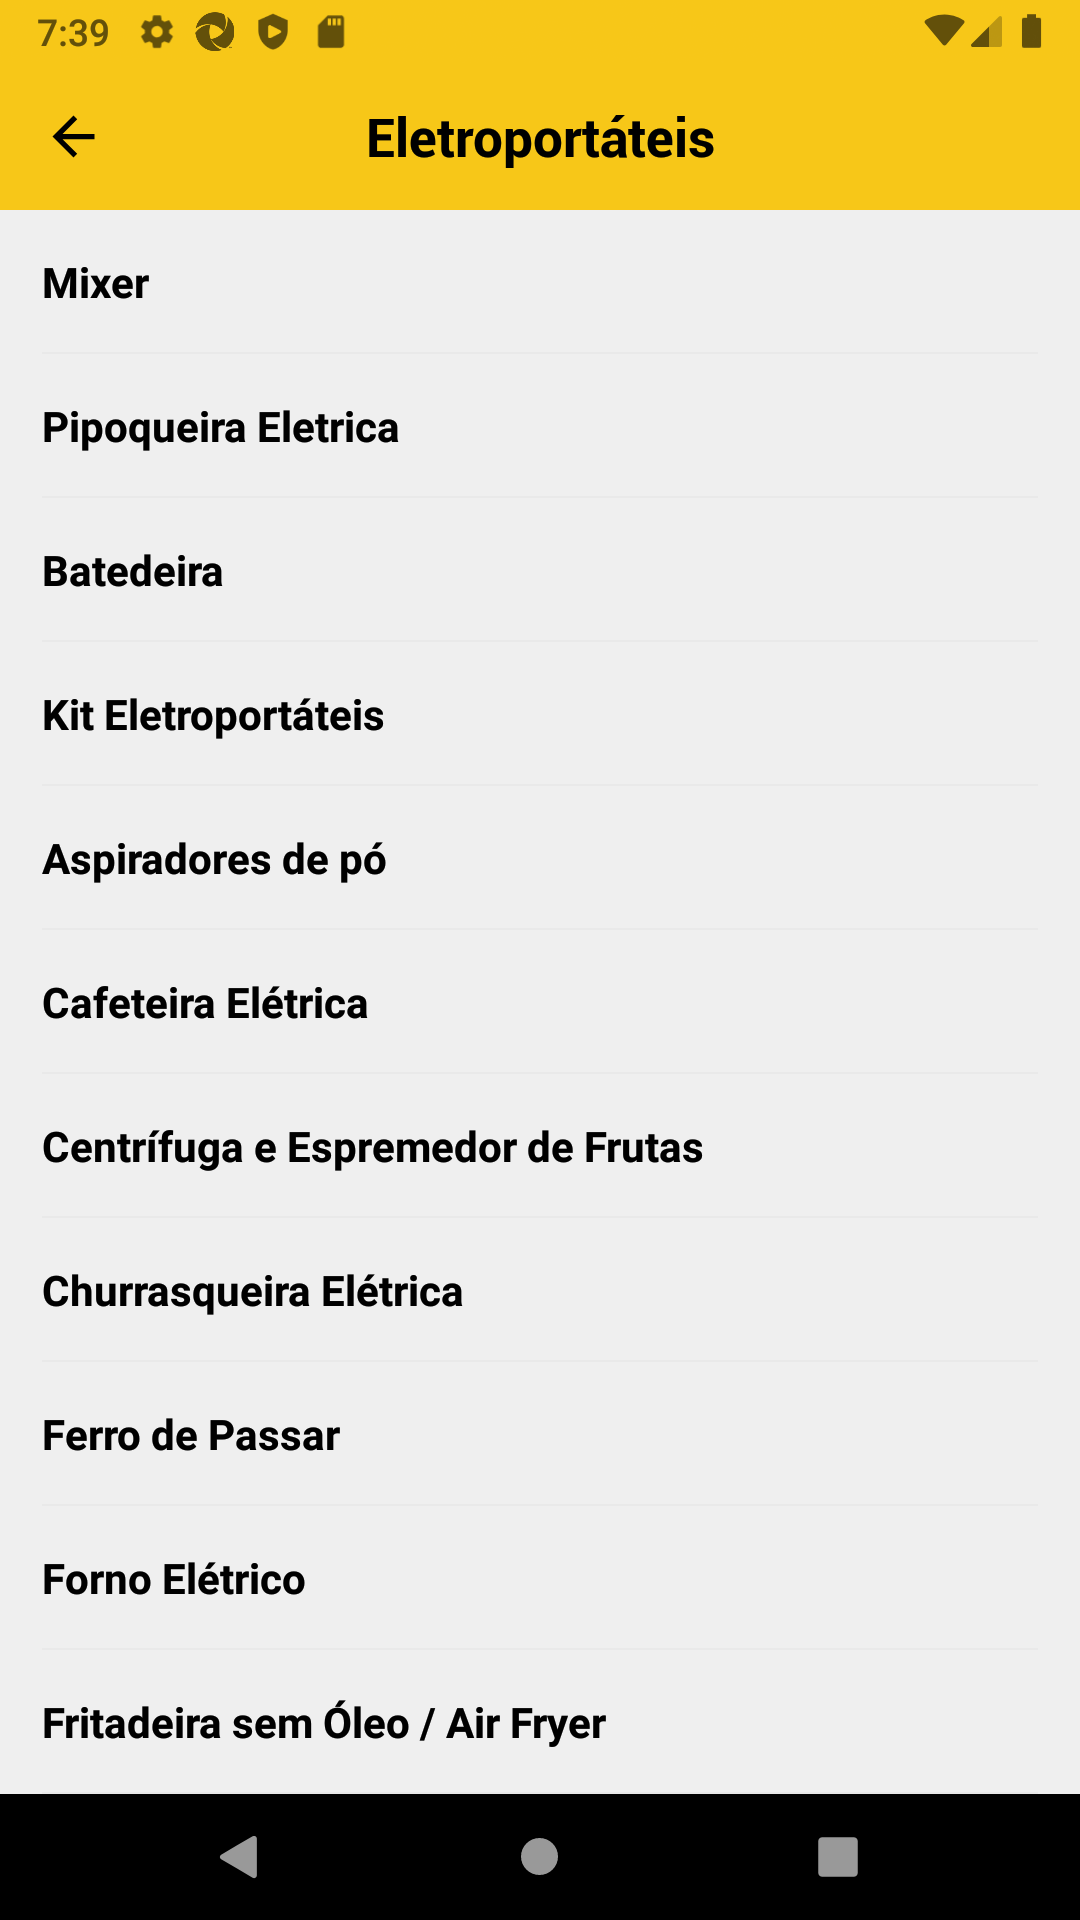 7:39
Eletroportáteis
Mixer
Pipoqueira Eletrica
Batedeira
Kit Eletroportáteis
Aspiradores de pó
Cafeteira Elétrica
Centrífuga e Espremedor de Frutas
Churrasqueira Elétrica
Ferro de Passar
Forno Elétrico
Fritadeira sem Óleo / Air Fryer